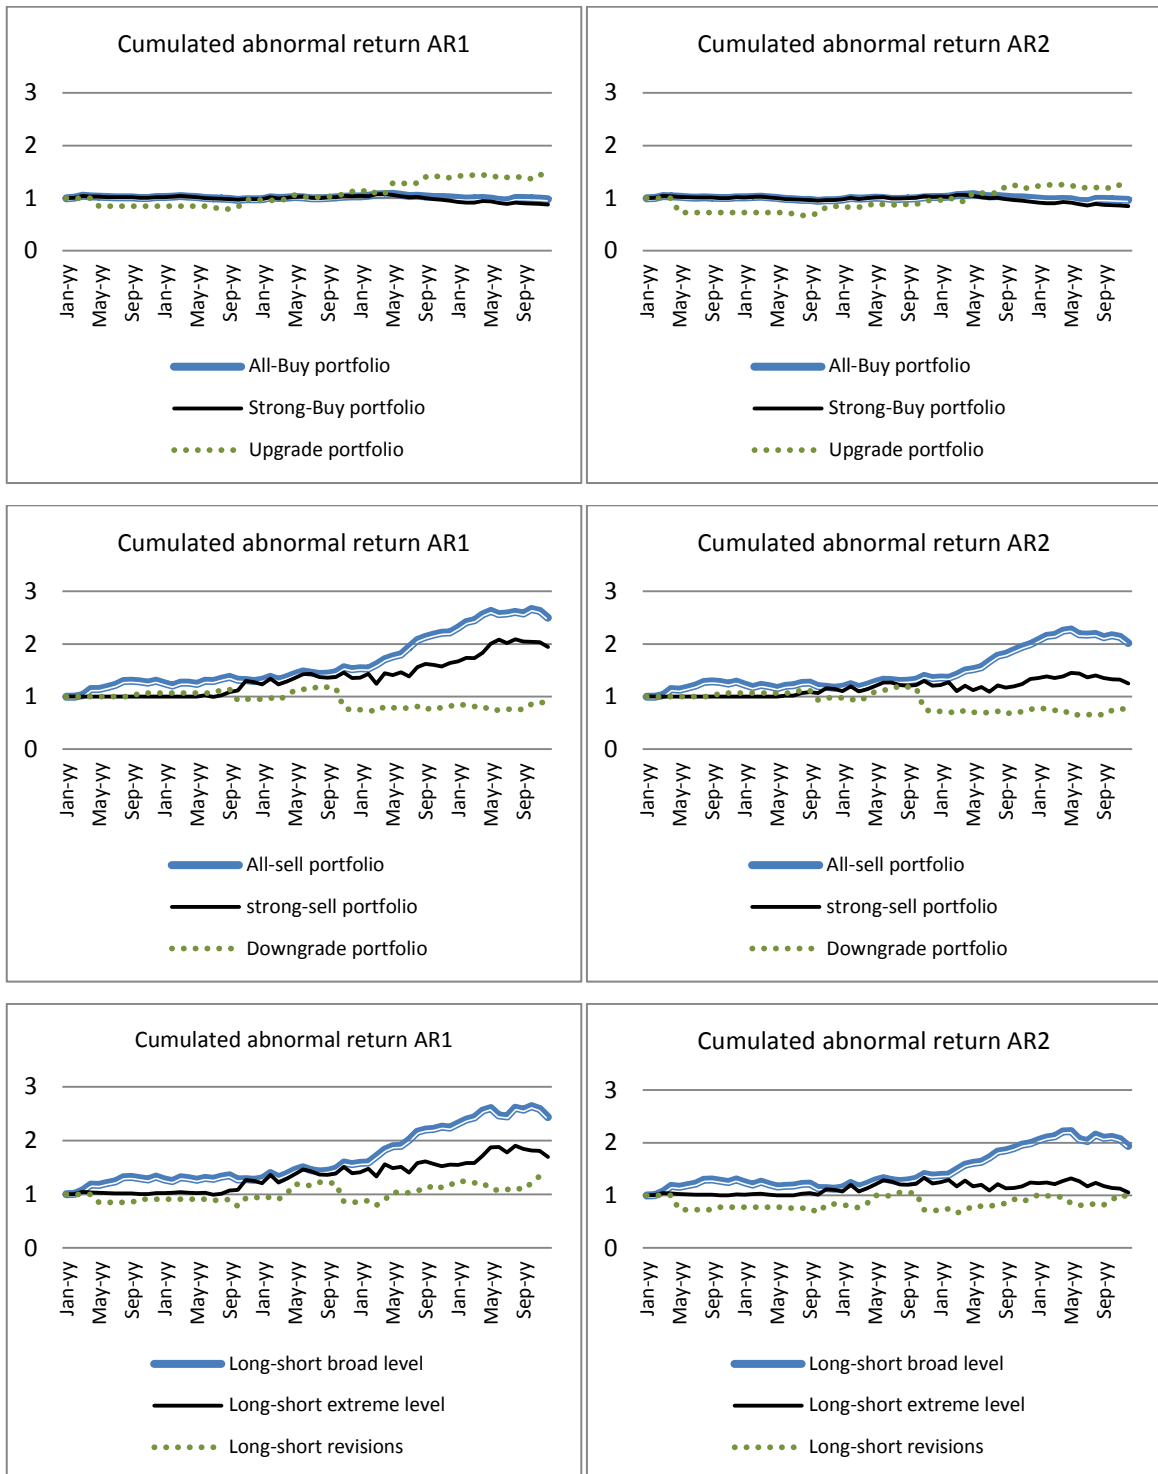 Cumulated abnormal return AR1
3
2
1
0
Jan-yy
May-yy
Sep-yy
Jan-yy
May-yy
Sep-yy
Jan-yy
May-yy
Sep-yy
Jan-yy
May-yy
Sep-yy
Jan-yy
May-yy
Sep-yy
All-Buy portfolio
Strong-Buy portfolio
Upgrade portfolio
Cumulated abnormal return AR2
3
2
1
0
Jan-yy
May-yy
Sep-yy
Jan-yy
May-yy
Sep-yy
Jan-yy
May-yy
Sep-yy
Jan-yy
May-yy
Sep-yy
Jan-yy
May-yy
Sep-yy
All-Buy portfolio
Strong-Buy portfolio
Upgrade portfolio
Cumulated abnormal return AR1
3
2
1
0
Jan-yy
May-yy
Sep-yy
Jan-yy
May-yy
Sep-yy
Jan-yy
May-yy
Sep-yy
Jan-yy
May-yy
Sep-yy
Jan-yy
May-yy
Sep-yy
All-sell portfolio
strong-sell portfolio
Downgrade portfolio
Cumulated abnormal return AR2
3
2
1
0
Jan-yy
May-yy
Sep-yy
Jan-yy
May-yy
Sep-yy
Jan-yy
May-yy
Sep-yy
Jan-yy
May-yy
Sep-yy
Jan-yy
May-yy
Sep-yy
All-sell portfolio
strong-sell portfolio
Downgrade portfolio
Cumulated abnormal return AR1
3
2
1
0
Jan-yy
May-yy
Sep-yy
Jan-yy
May-yy
Sep-yy
Jan-yy
May-yy
Sep-yy
Jan-yy
May-yy
Sep-yy
Jan-yy
May-yy
Sep-yy
Long-short broad level
Long-short extreme level
Long-short revisions
Cumulated abnormal return AR2
3
2
1
0
Jan-yy
May-yy
Sep-yy
Jan-yy
May-yy
Sep-yy
Jan-yy
May-yy
Sep-yy
Jan-yy
May-yy
Sep-yy
Jan-yy
May-yy
Sep-yy
Long-short broad level
Long-short extreme level
Long-short revisions